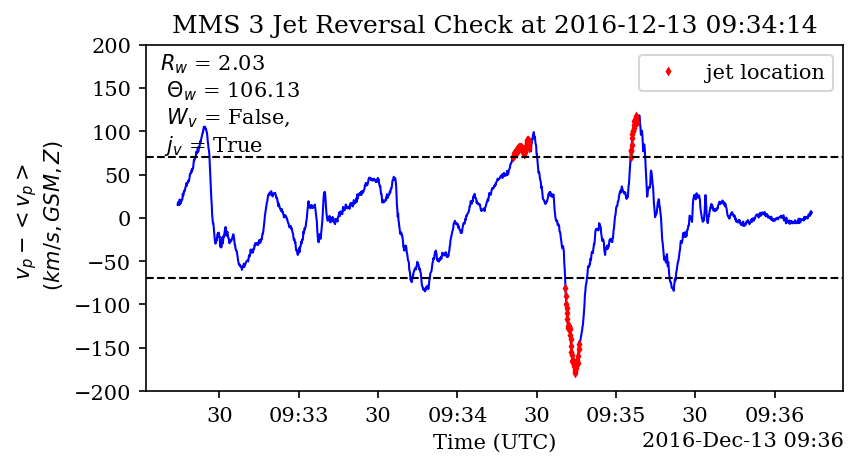 MMS 3 Jet Reversal Check at 2016-12-13 09:34:14
R_w = 2.03
Θ_w = 106.13
W_v = False,
j_v = True
jet location
200
150
100
50
0
−50
−100
−150
−200
v_p − < v_p >
(km/s, GSM, Z)
30 09:33 30 09:34 30 09:35 30 09:36
Time (UTC)
2016-Dec-13 09:36